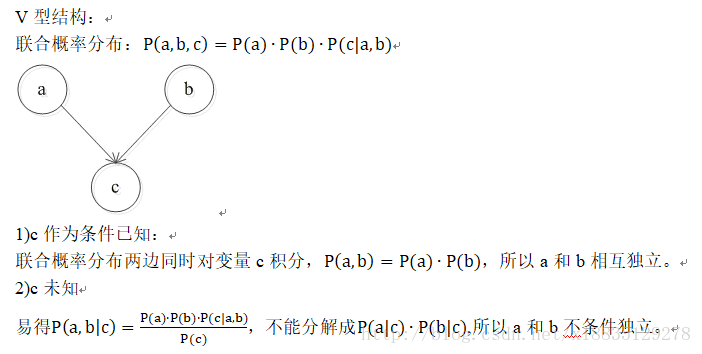 V 型结构：
联合概率分布：P(a,b,c) = P(a)·P(b)·P(c|a,b)
a b
c
1)c 作为条件已知：
联合概率分布两边同时对变量 c 积分，P(a,b) = P(a)·P(b)，所以 a 和 b 相互独立。
2)c 未知
易得P(a,b|c) = P(a)·P(b)·P(c|a,b) / P(c)，不能分解成P(a|c)·P(b|c),所以 a 和 b 不条件独立。